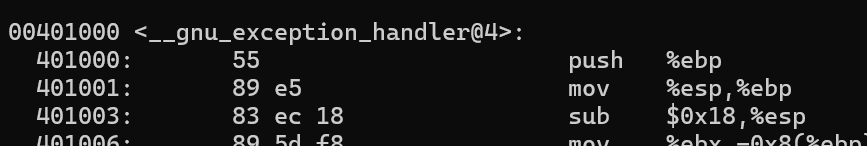 00401000 <__gnu_exception_handler@4>:
401000: 55 push %ebp
401001: 89 e5 mov %esp,%ebp
401003: 83 ec 18 sub $0x18,%esp
401006: 89 5d f8 mov %ebx,-0x8(%ebp)